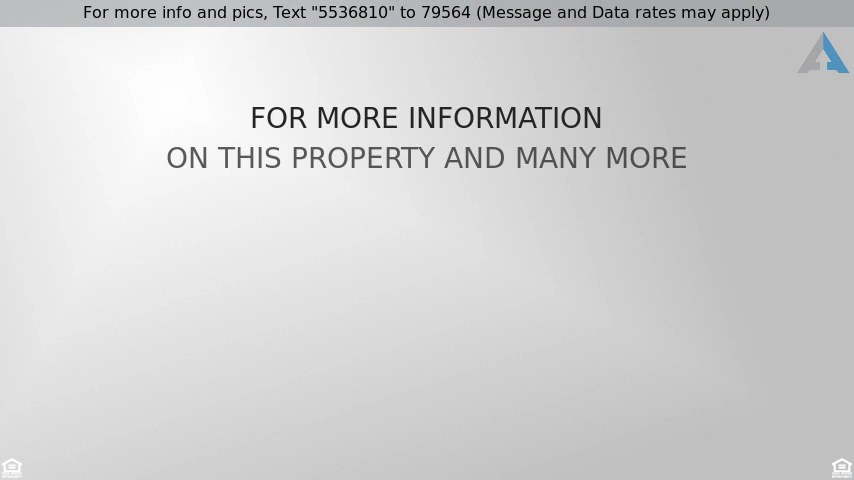 For more info and pics, Text "5536810" to 79564 (Message and Data rates may apply)
FOR MORE INFORMATION
ON THIS PROPERTY AND MANY MORE